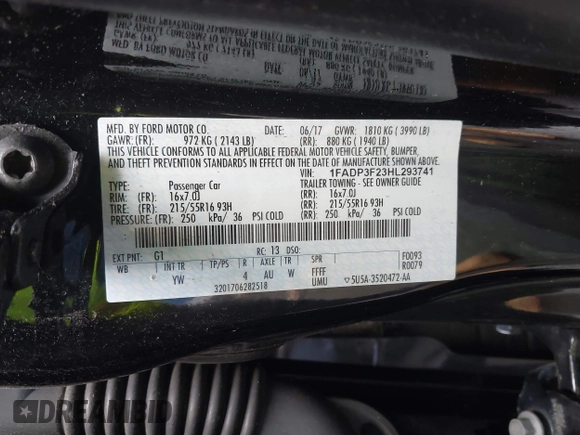 MFD. BY FORD MOTOR CO.
DATE: 06/17 GVWR: 1810 KG ( 3990 LB)
GAWR: (FR): 972 KG ( 2143 LB) (RR): 880 KG ( 1940 LB)
THIS VEHICLE CONFORMS TO ALL APPLICABLE FEDERAL MOTOR VEHICLE SAFETY, BUMPER,
AND THEFT PREVENTION STANDARDS IN EFFECT ON THE DATE OF MANUFACTURE SHOWN ABOVE.
VIN: 1FADP3F23HL293741
TYPE: Passenger Car TRAILER TOWING - SEE OWNER GUIDE
RIM: (FR): 16x7.0J (RR): 16x7.0J
TIRE: (FR): 215/55R16 93H (RR): 215/55R16 93H
PRESSURE: (FR): 250 kPa/ 36 PSI COLD (RR): 250 kPa/ 36 PSI COLD
EXT PNT: G1 RC: 13 DSO: F0093
WB INT TR TP/PS R AXLE TR SPR R0079
YW 4 AU W FFFF
UMU
3201706282518
5U5A-3520472-AA
DREAMBID